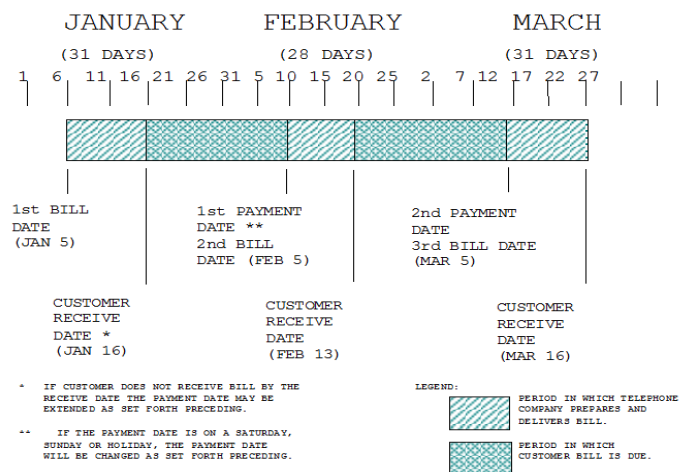 JANUARY FEBRUARY MARCH
(31 DAYS) (28 DAYS) (31 DAYS)
1 6 11 16 21 26 31 5 10 15 20 25 2 7 12 17 22 27
1st BILL
DATE
(JAN 5)
1st PAYMENT
DATE **
2nd BILL
DATE (FEB 5)
2nd PAYMENT
DATE
3rd BILL DATE
(MAR 5)
CUSTOMER
RECEIVE
DATE *
(JAN 16)
CUSTOMER
RECEIVE
DATE
(FEB 13)
CUSTOMER
RECEIVE
DATE
(MAR 16)
* IF CUSTOMER DOES NOT RECEIVE BILL BY THE
RECEIVE DATE THE PAYMENT DATE MAY BE
EXTENDED AS SET FORTH PRECEDING.
** IF THE PAYMENT DATE IS ON A SATURDAY,
SUNDAY OR HOLIDAY, THE PAYMENT DATE
WILL BE CHANGED AS SET FORTH PRECEDING.
LEGEND:
PERIOD IN WHICH TELEPHONE
COMPANY PREPARES AND
DELIVERS BILL.
PERIOD IN WHICH
CUSTOMER BILL IS DUE.